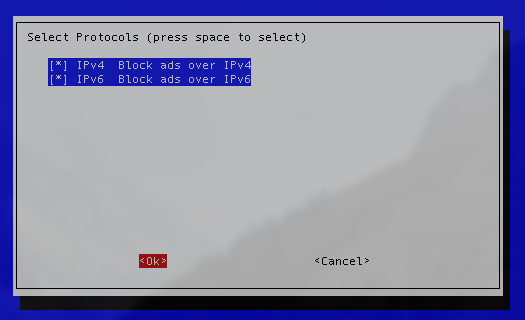 Select Protocols (press space to select)
[*] IPv4  Block ads over IPv4
[*] IPv6  Block ads over IPv6
<Ok> <Cancel>